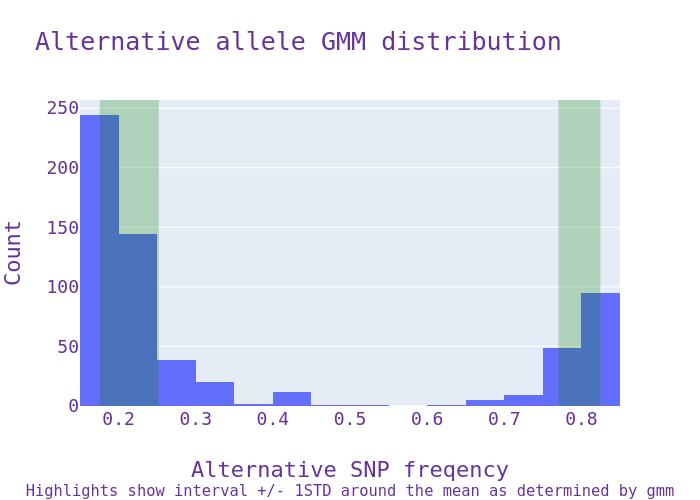 Alternative allele GMM distribution
250
200
150
100
50
0
Count
0.2 0.3 0.4 0.5 0.6 0.7 0.8
Alternative SNP freqency
Highlights show interval +/- 1STD around the mean as determined by gmm